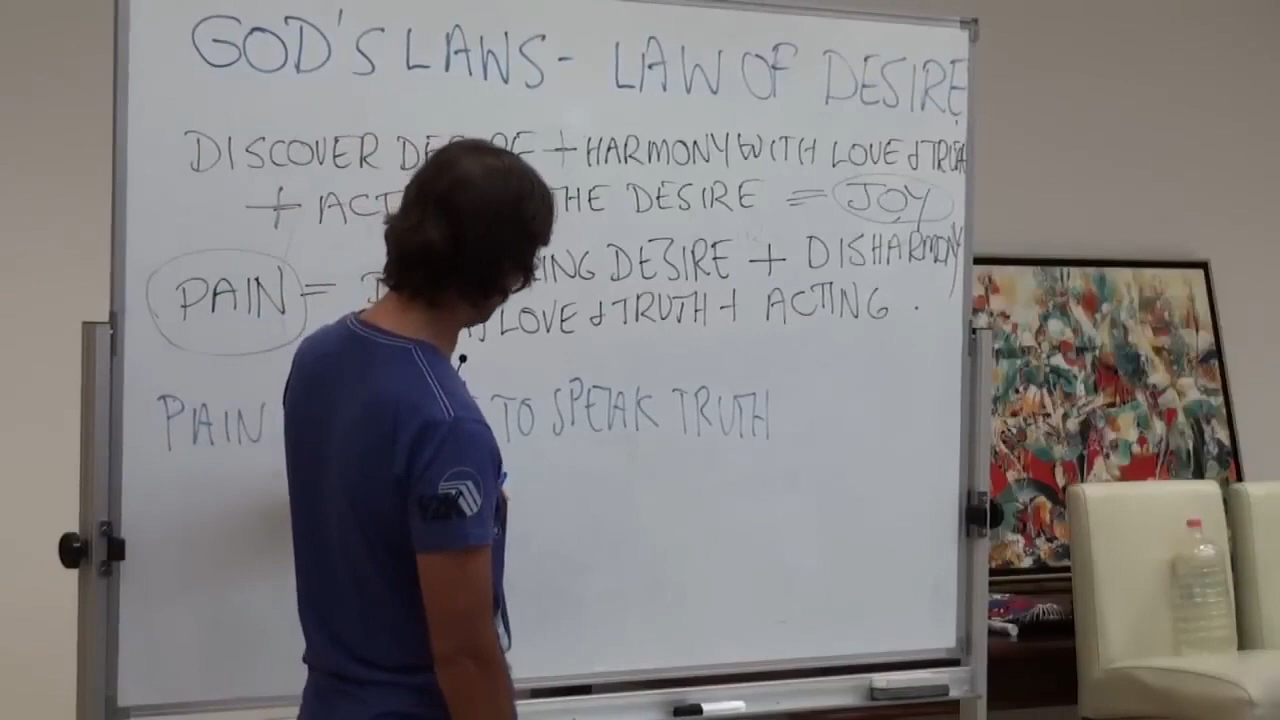 GOD'S LAWS - LAW OF DESIRE
DISCOVER + HARMONY WITH LOVE & TRUTH
+ THE DESIRE = JOY
PAIN = DESIRE + DISHARMONY
LOVE & TRUTH + ACTING.
PAIN TO SPEAK TRUTH